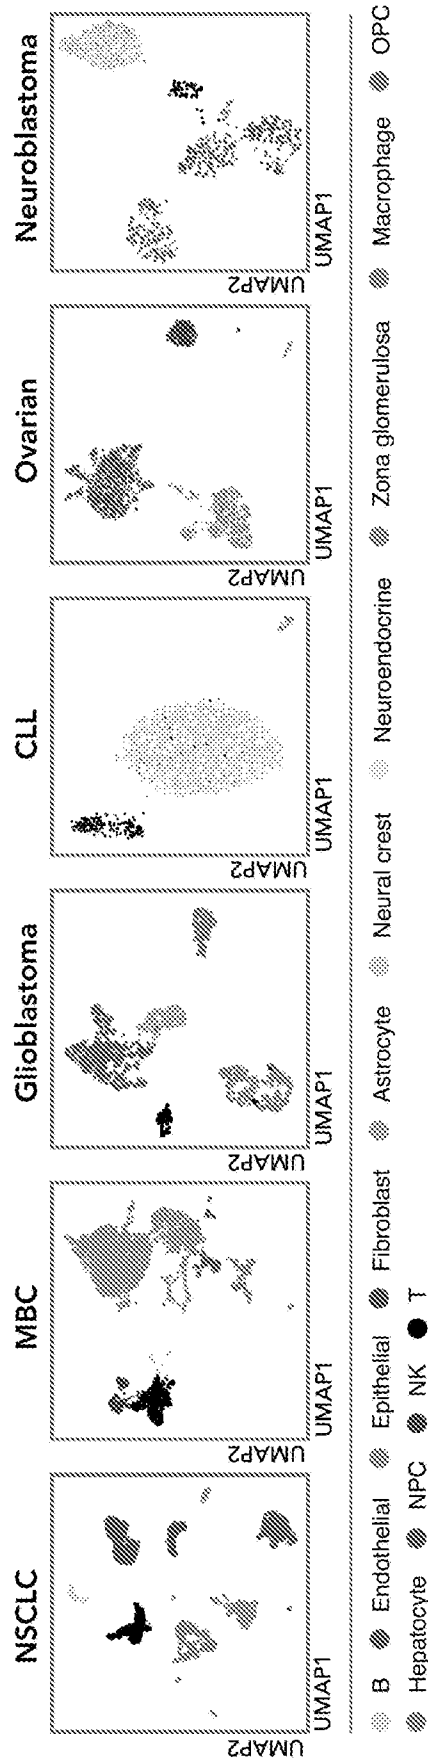 NSCLC
UMAP2
UMAP1
MBC
UMAP2
UMAP1
Glioblastoma
UMAP2
UMAP1
CLL
UMAP2
UMAP1
Ovarian
UMAP2
UMAP1
Neuroblastoma
UMAP2
UMAP1
B Endothelial Epithelial Fibroblast Astrocyte Neural crest Neuroendocrine Zona glomerulosa Macrophage OPC
Hepatocyte NPC NK T